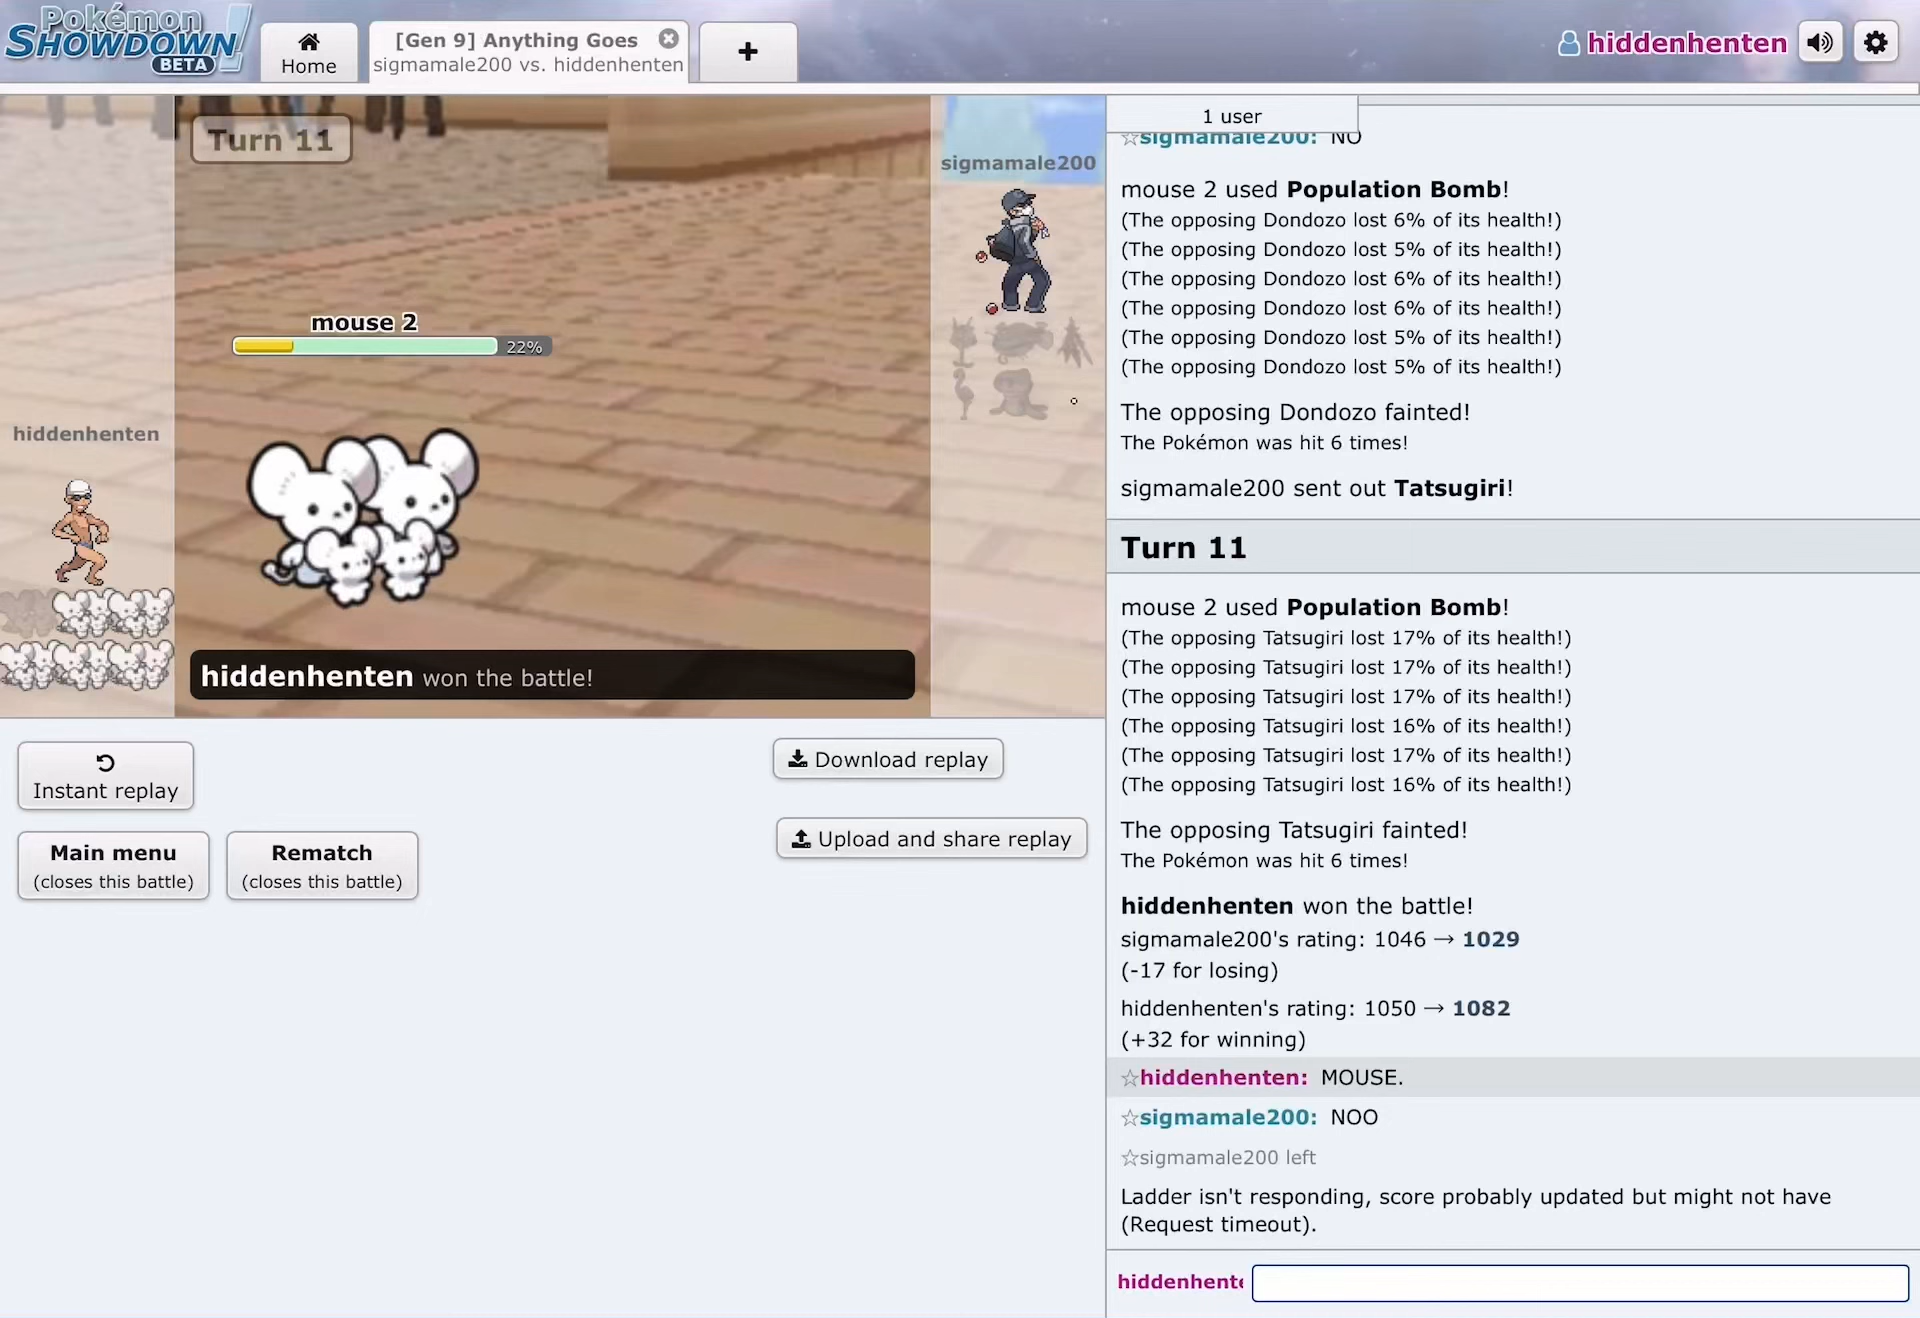 Pokémon
SHOWDOWN!
BETA
Home
[Gen 9] Anything Goes
sigmamale200 vs. hiddenhenten
+
hiddenhenten
Turn 11
sigmamale200
mouse 2
22%
hiddenhenten
hiddenhenten won the battle!
Instant replay
Download replay
Upload and share replay
Main menu
(closes this battle)
Rematch
(closes this battle)
1 user
☆sigmamale200: NO
mouse 2 used Population Bomb!
(The opposing Dondozo lost 6% of its health!)
(The opposing Dondozo lost 5% of its health!)
(The opposing Dondozo lost 6% of its health!)
(The opposing Dondozo lost 6% of its health!)
(The opposing Dondozo lost 5% of its health!)
(The opposing Dondozo lost 5% of its health!)
The opposing Dondozo fainted!
The Pokémon was hit 6 times!
sigmamale200 sent out Tatsugiri!
Turn 11
mouse 2 used Population Bomb!
(The opposing Tatsugiri lost 17% of its health!)
(The opposing Tatsugiri lost 17% of its health!)
(The opposing Tatsugiri lost 17% of its health!)
(The opposing Tatsugiri lost 16% of its health!)
(The opposing Tatsugiri lost 17% of its health!)
(The opposing Tatsugiri lost 16% of its health!)
The opposing Tatsugiri fainted!
The Pokémon was hit 6 times!
hiddenhenten won the battle!
sigmamale200's rating: 1046 → 1029
(-17 for losing)
hiddenhenten's rating: 1050 → 1082
(+32 for winning)
☆hiddenhenten: MOUSE.
☆sigmamale200: NOO
☆sigmamale200 left
Ladder isn't responding, score probably updated but might not have
(Request timeout).
hiddenhente